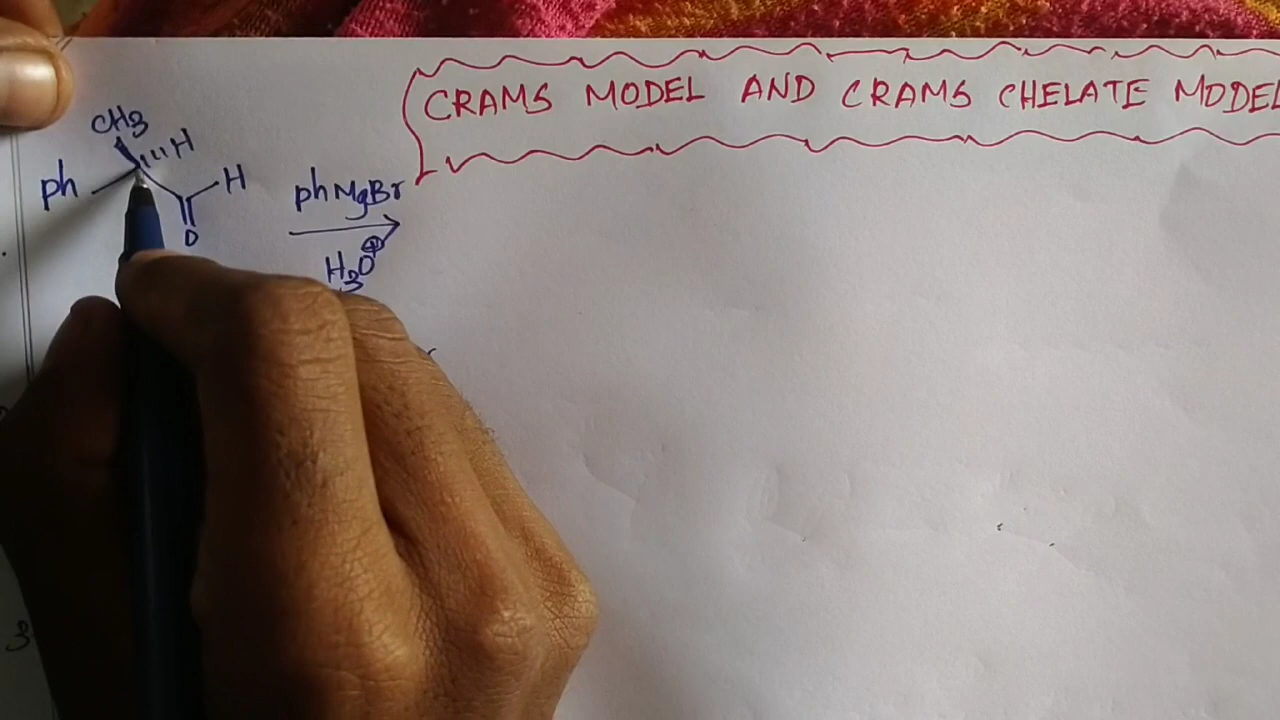 CRAMS MODEL AND CRAMS CHELATE MODEL
CH3
H
ph
H
O
phMgBr
H3O⊕